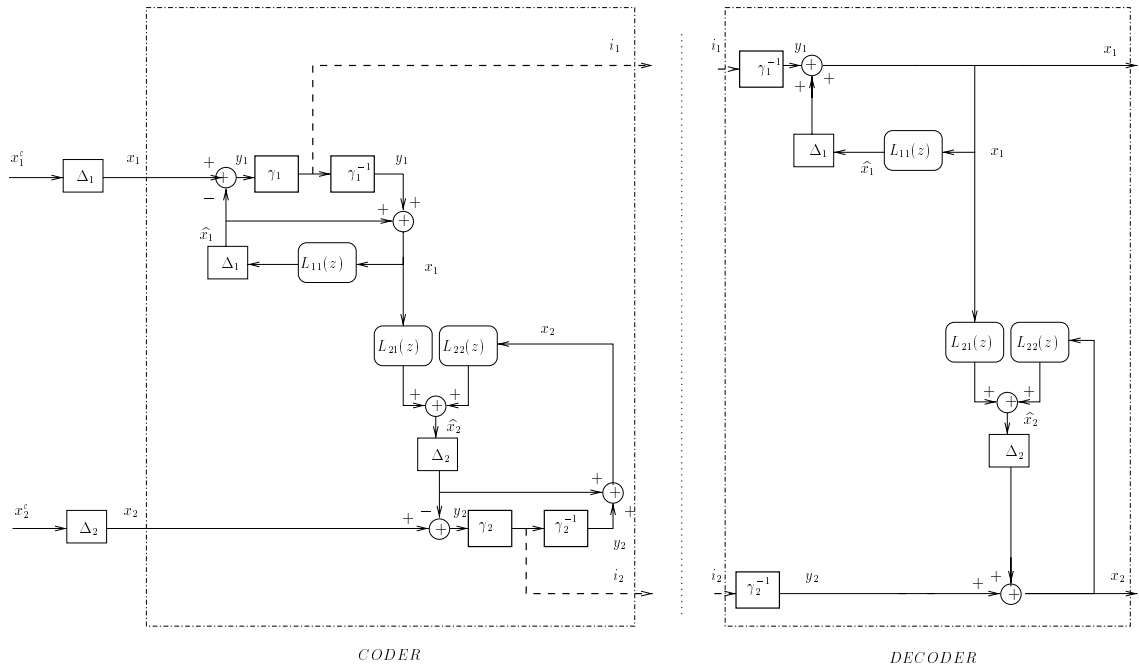 i₁
x₁ᶜ
Δ₁
x₁
+
−
+
y₁
γ₁
γ₁⁻¹
y₁
+
+
+
x̂₁
Δ₁
L₁₁(z)
x₁
L₂₁(z)
L₂₂(z)
x₂
+
+
+
x̂₂
Δ₂
+
+
+
x₂ᶜ
Δ₂
x₂
+
−
+
y₂
γ₂
γ₂⁻¹
y₂
i₂
CODER
i₁
γ₁⁻¹
y₁
+
+
+
x₁
Δ₁
x̂₁
L₁₁(z)
x₁
L₂₁(z)
L₂₂(z)
+
+
+
x̂₂
Δ₂
i₂
γ₂⁻¹
y₂
+
+
+
x₂
DECODER